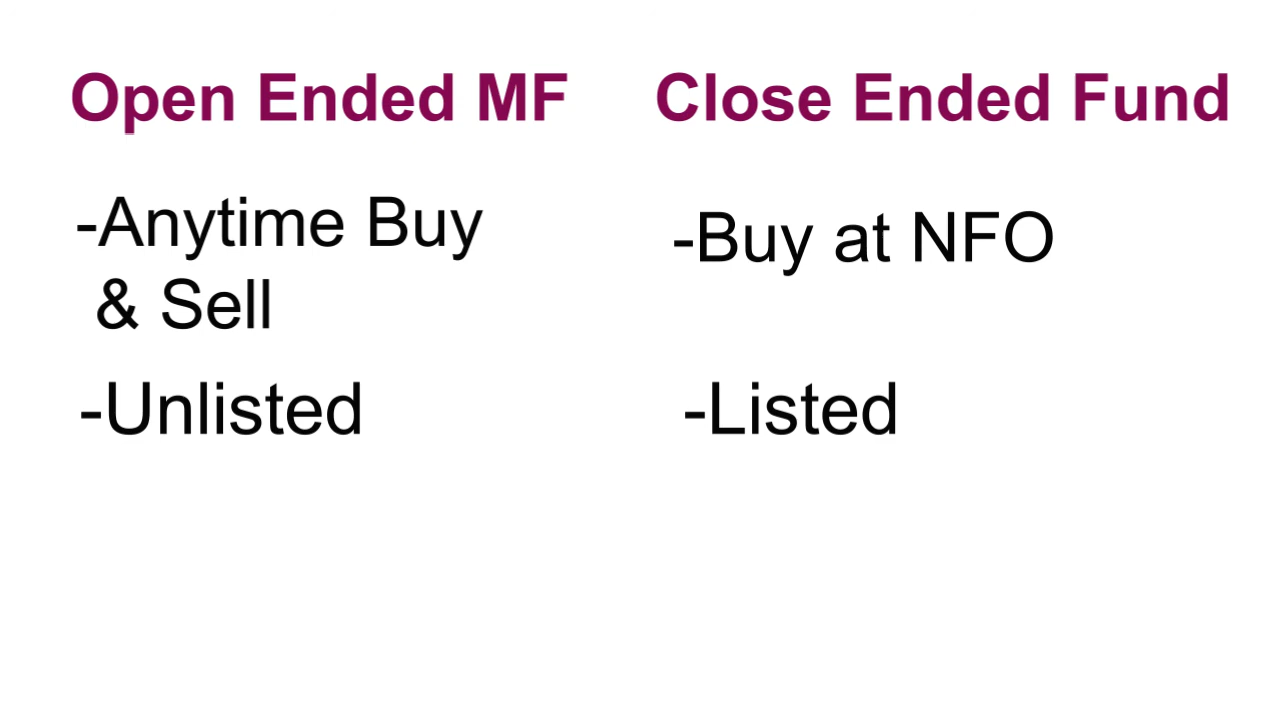 Open Ended MF
-Anytime Buy
& Sell
-Unlisted
Close Ended Fund
-Buy at NFO
-Listed